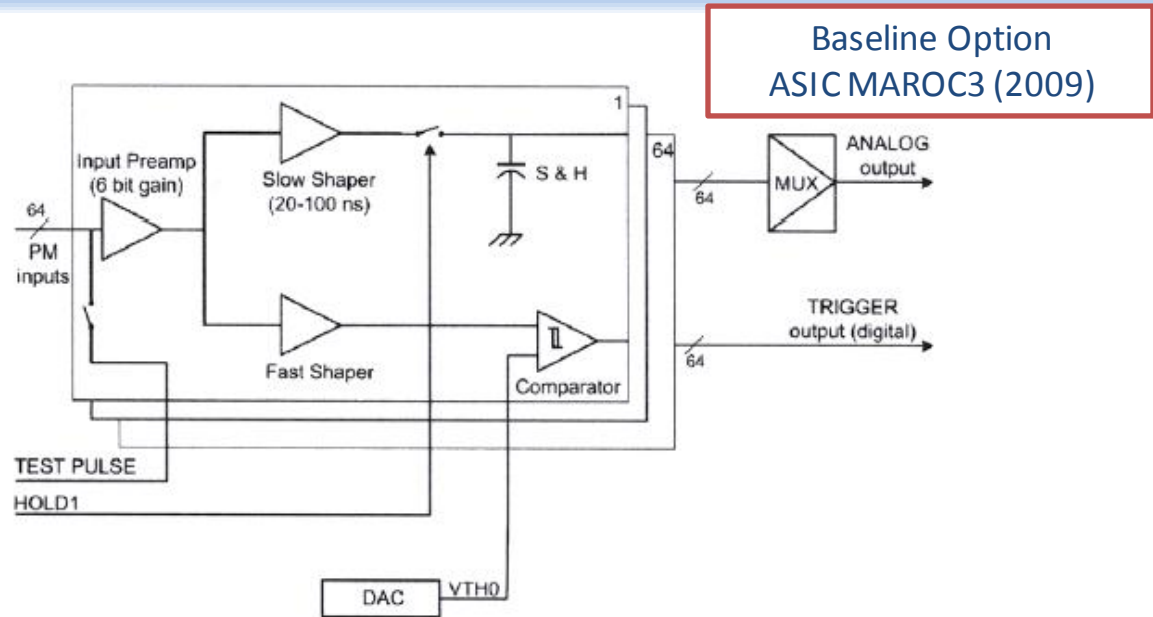 Baseline Option
ASIC MAROC3 (2009)
1
64
Input Preamp
(6 bit gain)
Slow Shaper
(20-100 ns)
S & H
64
PM
inputs
Fast Shaper
Comparator
MUX
64
ANALOG
output
TRIGGER
output (digital)
64
TEST PULSE
HOLD1
DAC
VTH0